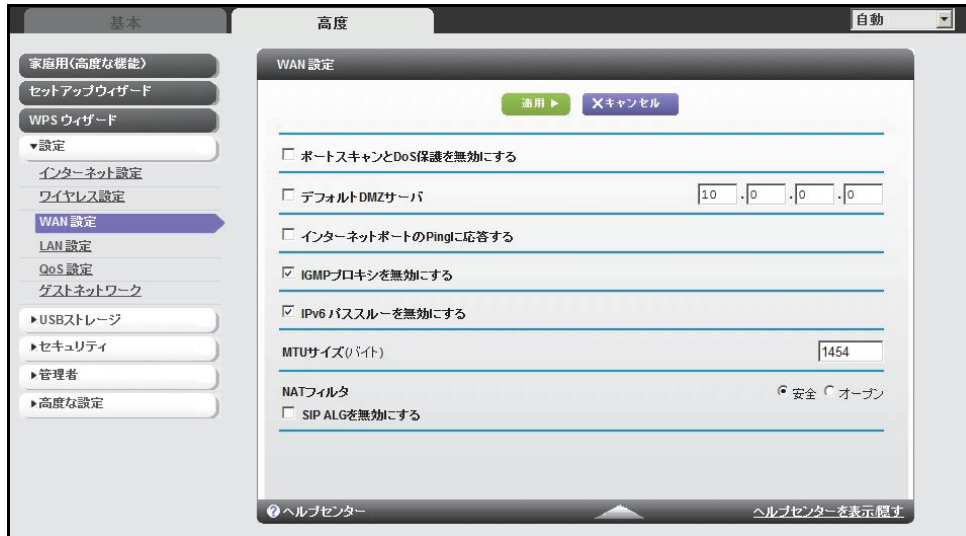 基本
高度
自動
家庭用(高度な機能)
セットアップウィザード
WPS ウィザード
▼設定
インターネット設定
ワイヤレス設定
WAN 設定
LAN 設定
QoS 設定
ゲストネットワーク
▶USBストレージ
▶セキュリティ
▶管理者
▶高度な設定
WAN 設定
適用 ▶
Xキャンセル
ポートスキャンとDoS保護を無効にする
デフォルトDMZサーバ 10 .0 .0 .0
インターネットポートのPingに応答する
IGMPプロキシを無効にする
IPv6 パススルーを無効にする
MTUサイズ(バイト) 1454
NATフィルタ 安全 オープン
SIP ALGを無効にする
?ヘルプセンター
ヘルプセンターを表示/隠す